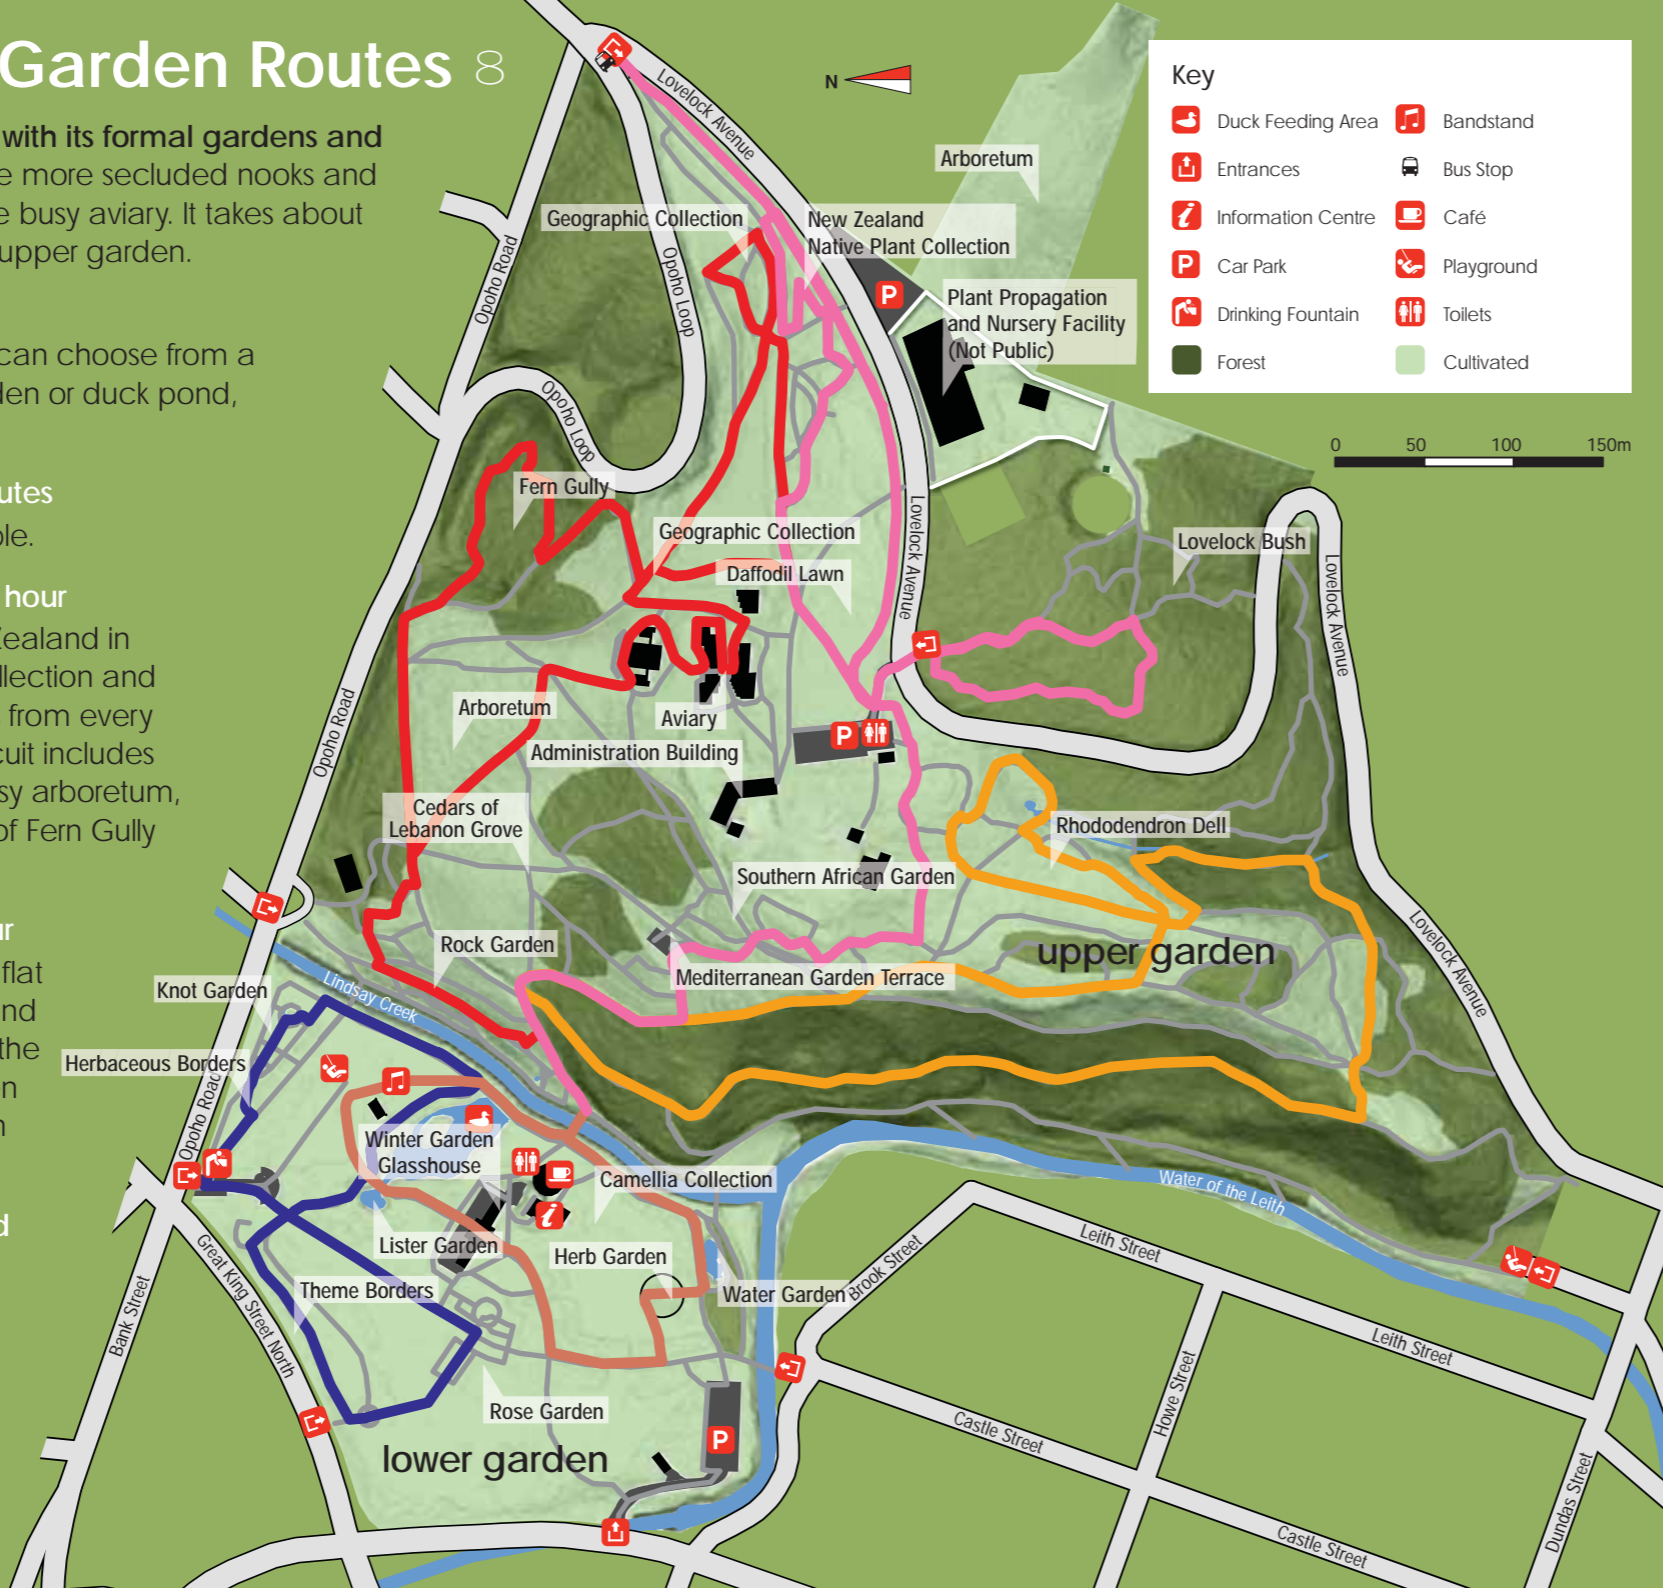 Garden Routes 8
with its formal gardens and
e more secluded nooks and
e busy aviary. It takes about
upper garden.
can choose from a
den or duck pond,
utes
ble.
hour
Zealand in
llection and
from every
cuit includes
sy arboretum,
of Fern Gully
ur
flat
nd
the
n
n
d
N
Key
Duck Feeding Area
Bandstand
Entrances
Bus Stop
Information Centre
Café
P
Car Park
Playground
Drinking Fountain
Toilets
Forest
Cultivated
0 50 100 150m
Lovelock Avenue
Arboretum
Geographic Collection
New Zealand
Native Plant Collection
Opoho Road
Opoho Loop
P
Plant Propagation
and Nursery Facility
(Not Public)
Opoho Loop
Fern Gully
Geographic Collection
Daffodil Lawn
Lovelock Avenue
Lovelock Bush
Lovelock Avenue
Opoho Road
Arboretum
Aviary
Administration Building
P
Cedars of
Lebanon Grove
Rhododendron Dell
Southern African Garden
Lovelock Avenue
Rock Garden
upper garden
Mediterranean Garden Terrace
Knot Garden
Lindsay Creek
Herbaceous Borders
Opoho Road
Winter Garden
Glasshouse
Camellia Collection
Water of the Leith
Lister Garden
Herb Garden
Leith Street
Great King Street North
Theme Borders
Water Garden
Brook Street
Bank Street
Leith Street
Howe Street
Rose Garden
Castle Street
P
lower garden
Dundas Street
Castle Street